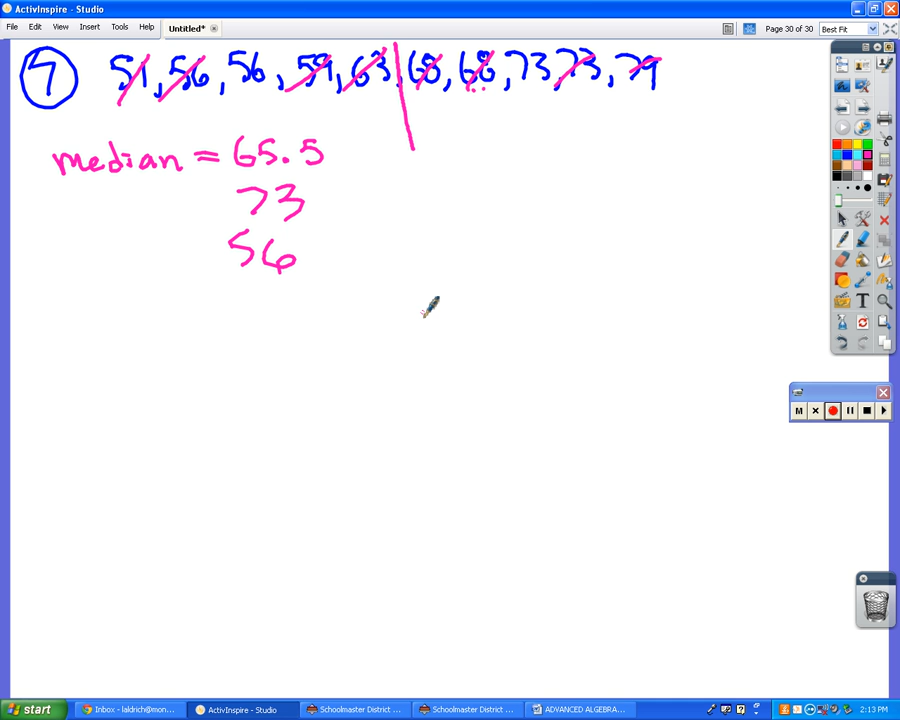 ActivInspire - Studio
File Edit View Insert Tools Help Untitled* Page 30 of 30 Best Fit
7 51, 56, 56, 59, 63, 68, 68, 73, 73, 79
median = 65.5
73
56
M
start Inbox - laldrich@mon... ActivInspire - Studio Schoolmaster District ... Schoolmaster District ... ADVANCED ALGEBRA... 2:13 PM